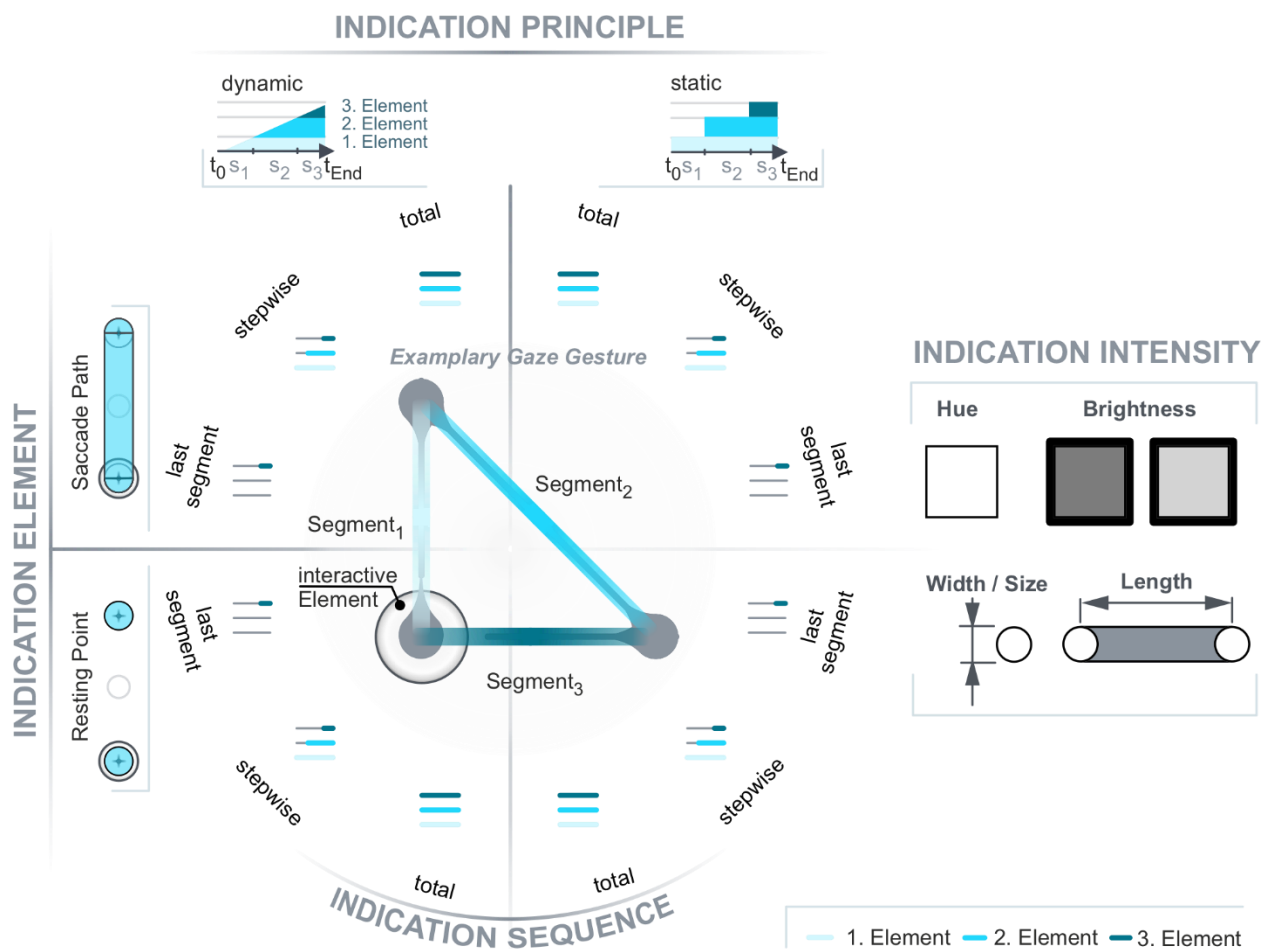 INDICATION PRINCIPLE
dynamic
static
3. Element
2. Element
1. Element
t0 s1 s2 s3 tEnd
t0 s1 s2 s3 tEnd
total
total
stepwise
stepwise
Examplary Gaze Gesture
INDICATION INTENSITY
Hue
Brightness
INDICATION ELEMENT
Saccade Path
last
segment
last
segment
Segment2
Segment1
interactive
Element
Width / Size
Length
Resting Point
last
segment
last
segment
Segment3
stepwise
stepwise
total
total
INDICATION SEQUENCE
1. Element
2. Element
3. Element